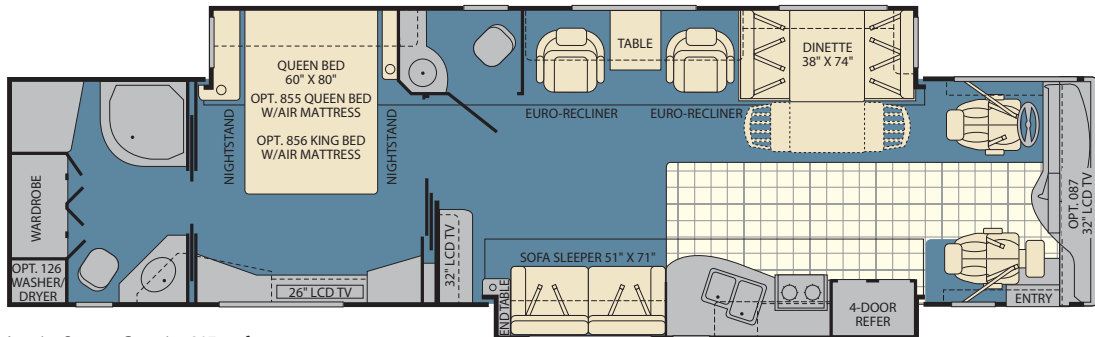 QUEEN BED
60" X 80"
OPT. 855 QUEEN BED
W/AIR MATTRESS
OPT. 856 KING BED
W/AIR MATTRESS
NIGHTSTAND
NIGHTSTAND
TABLE
EURO-RECLINER
EURO-RECLINER
DINETTE
38" X 74"
WARDROBE
OPT. 126
WASHER/
DRYER
26" LCD TV
32" LCD TV
SOFA SLEEPER 51" X 71"
END TABLE
4-DOOR
REFER
ENTRY
OPT. 087
32" LCD TV